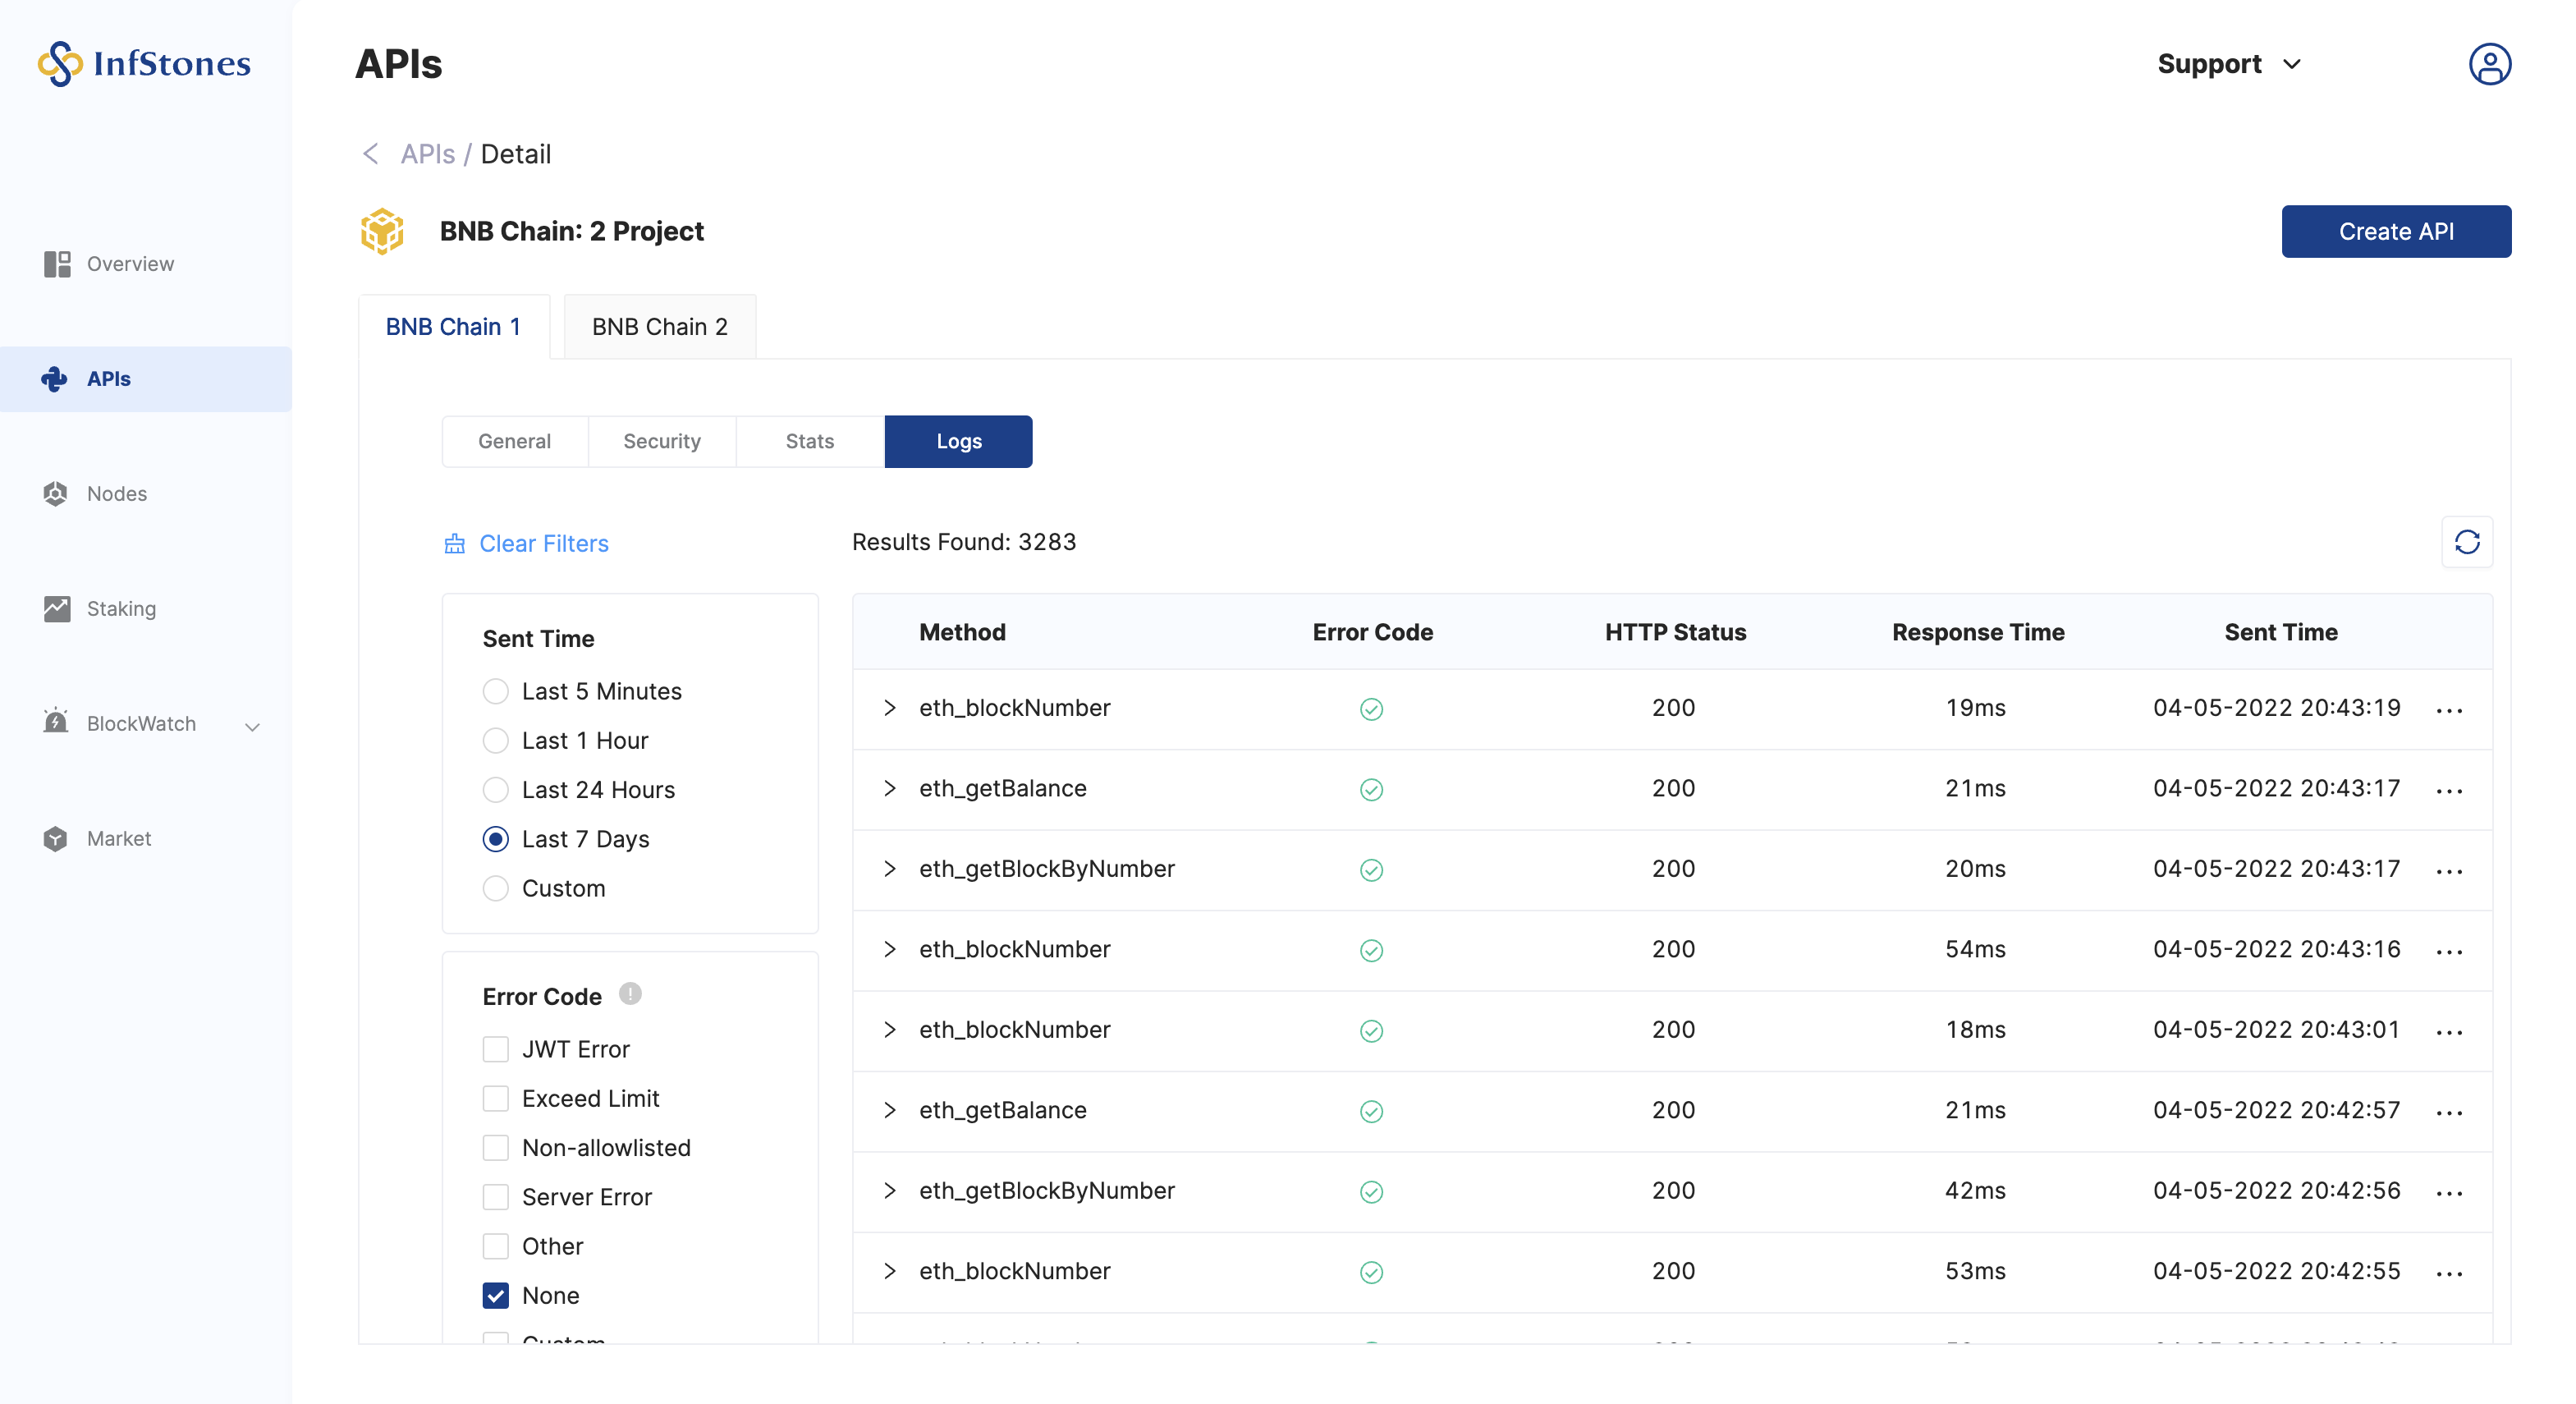 InfStones
APIs
Support
APIs / Detail
BNB Chain: 2 Project
Create API
Overview
APIs
Nodes
Staking
BlockWatch
Market
BNB Chain 1
BNB Chain 2
General
Security
Stats
Logs
Clear Filters
Results Found: 3283
Sent Time
Last 5 Minutes
Last 1 Hour
Last 24 Hours
Last 7 Days
Custom
Error Code
JWT Error
Exceed Limit
Non-allowlisted
Server Error
Other
None
Custom
Method Error Code HTTP Status Response Time Sent Time
eth_blockNumber 200 19ms 04-05-2022 20:43:19 ...
eth_getBalance 200 21ms 04-05-2022 20:43:17 ...
eth_getBlockByNumber 200 20ms 04-05-2022 20:43:17 ...
eth_blockNumber 200 54ms 04-05-2022 20:43:16 ...
eth_blockNumber 200 18ms 04-05-2022 20:43:01 ...
eth_getBalance 200 21ms 04-05-2022 20:42:57 ...
eth_getBlockByNumber 200 42ms 04-05-2022 20:42:56 ...
eth_blockNumber 200 53ms 04-05-2022 20:42:55 ...